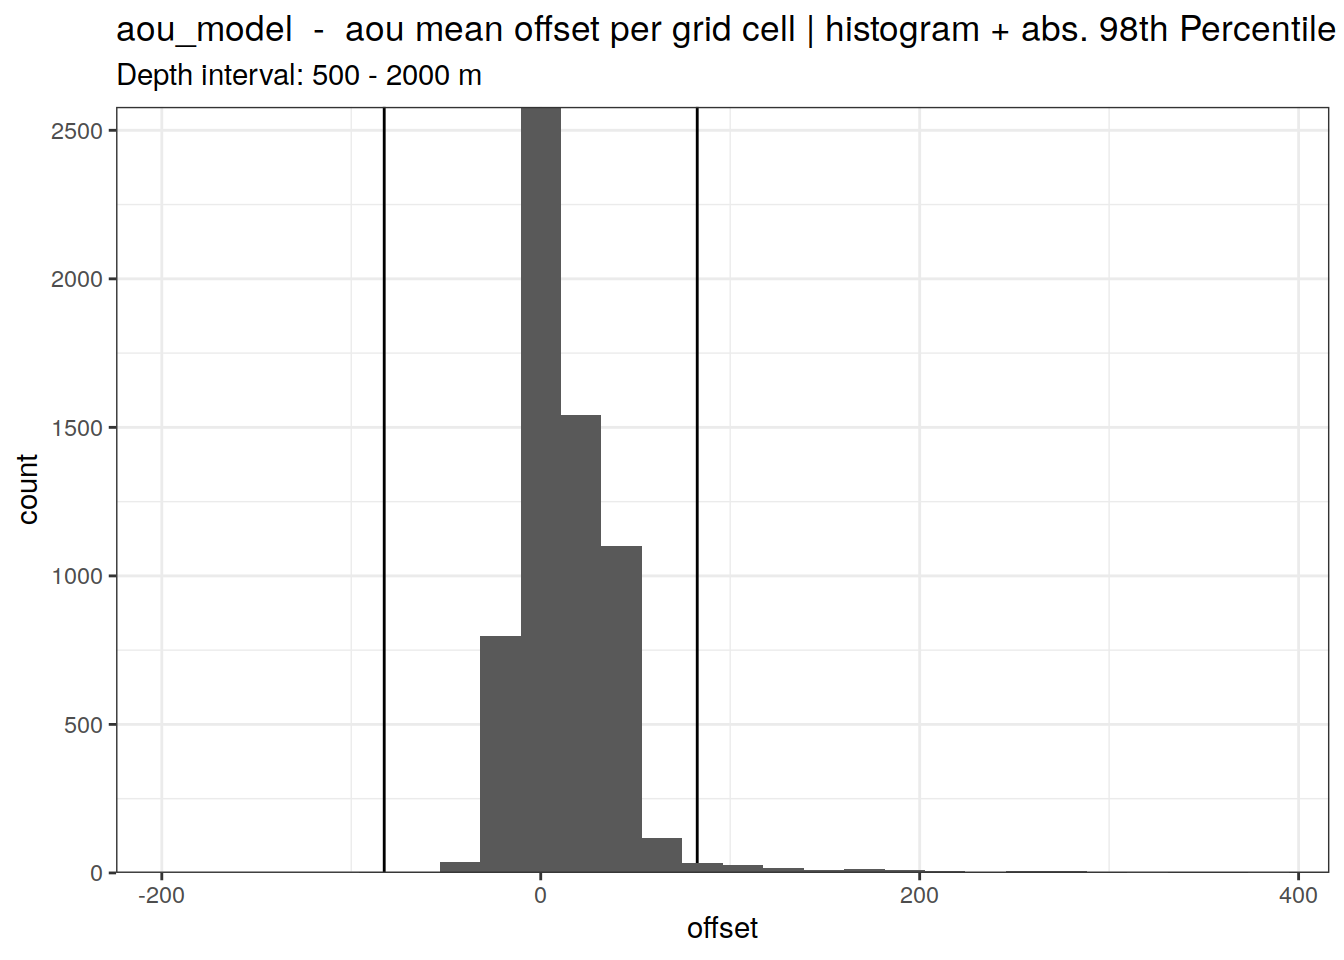 aou_model  -  aou mean offset per grid cell | histogram + abs. 98th Percentile
Depth interval: 500 - 2000 m
2500
2000
1500
1000
500
0
count
-200
0
200
400
offset